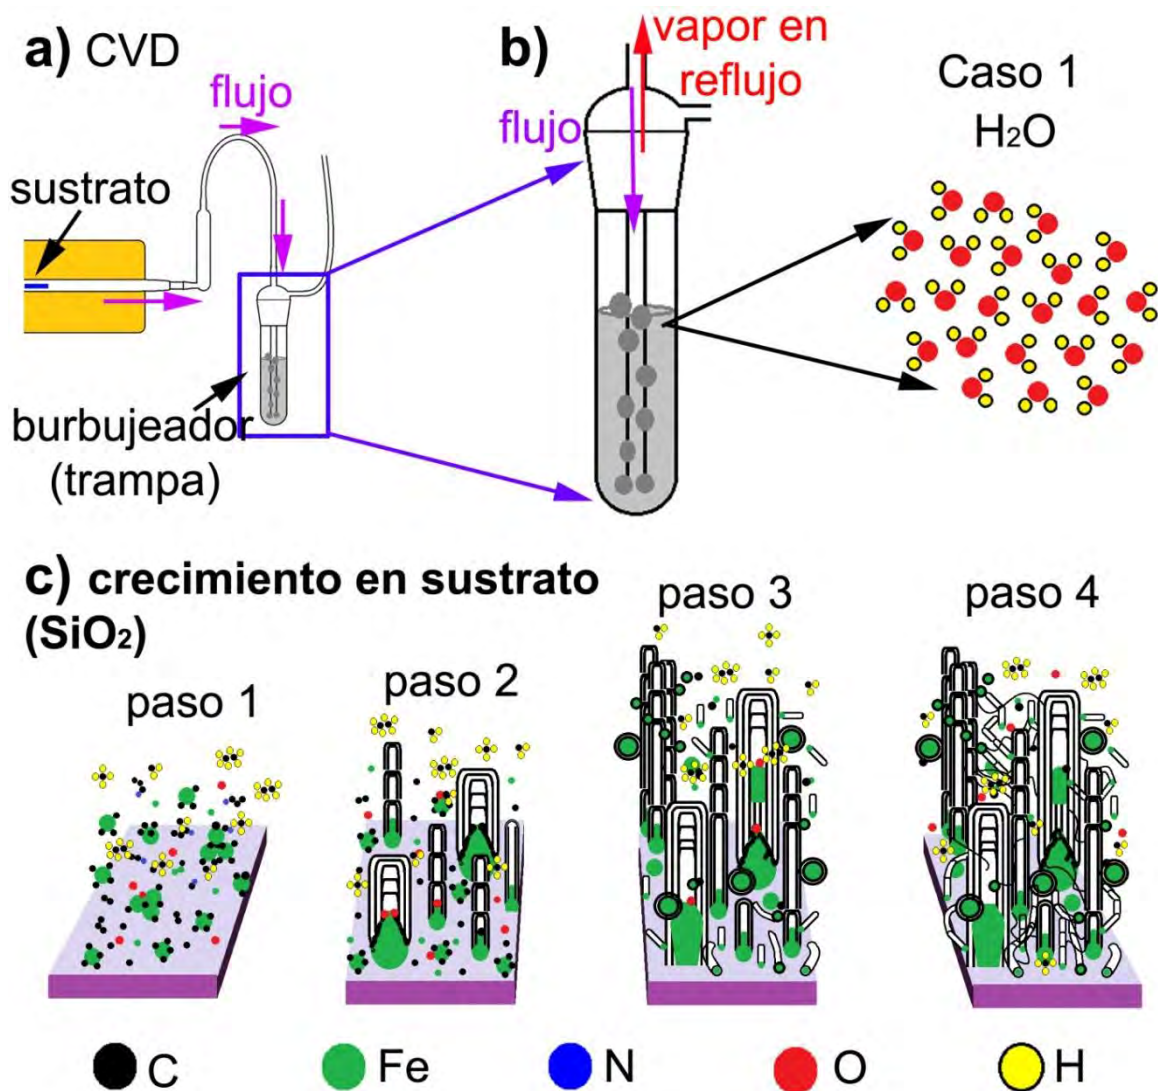 a) CVD
flujo
sustrato
burbujeador
(trampa)
b)
vapor en
reflujo
flujo
Caso 1
H₂O
c) crecimiento en sustrato
(SiO₂)
paso 1
paso 2
paso 3
paso 4
C
Fe
N
O
H